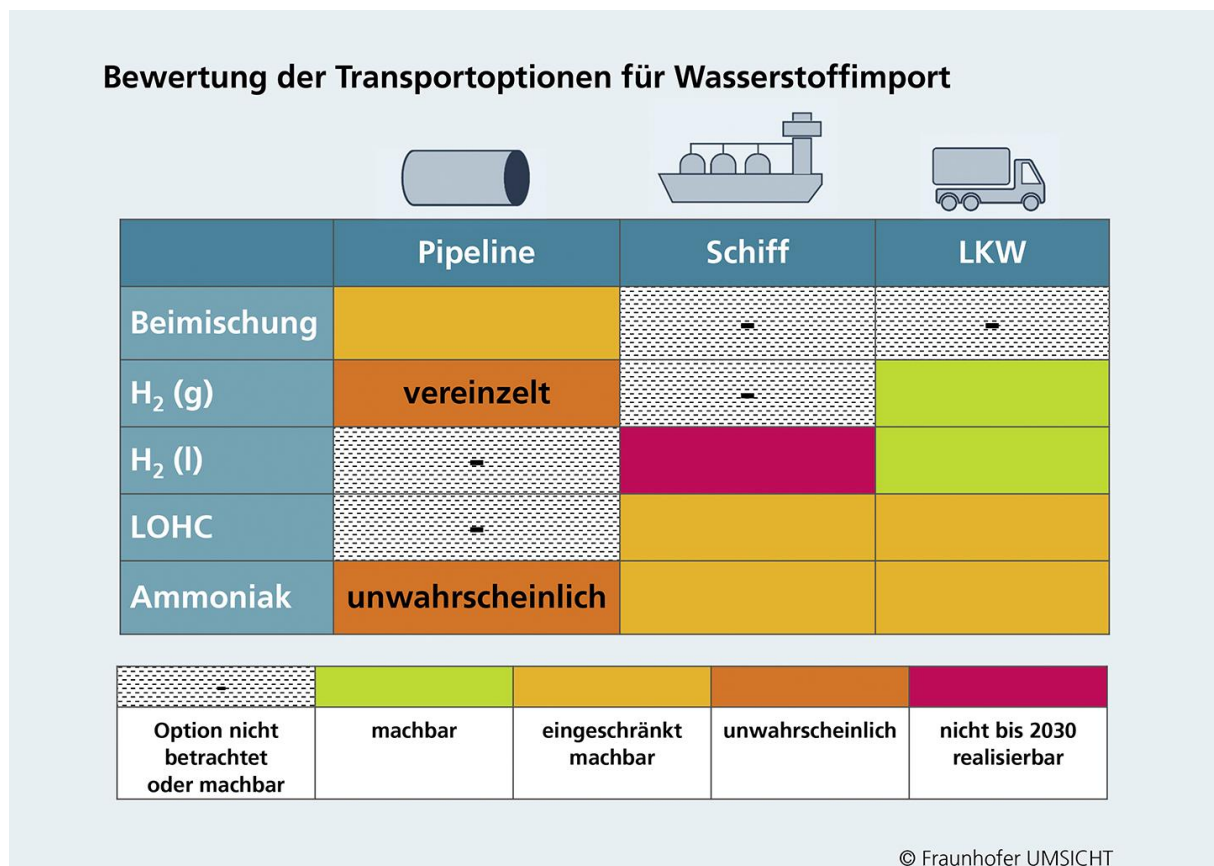 Bewertung der Transportoptionen für Wasserstoffimport
Pipeline Schiff LKW
Beimischung - -
H₂ (g) vereinzelt -
H₂ (l) -
LOHC -
Ammoniak unwahrscheinlich
-
Option nicht betrachtet oder machbar
machbar
eingeschränkt machbar
unwahrscheinlich
nicht bis 2030 realisierbar
© Fraunhofer UMSICHT